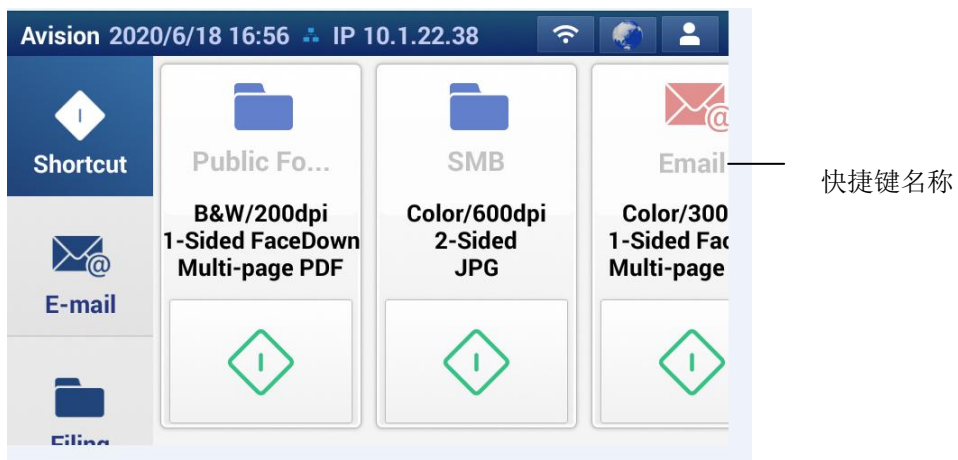 Avision 2020/6/18 16:56 IP 10.1.22.38
Shortcut
E-mail
Filing
Public Fo...
B&W/200dpi
1-Sided FaceDown
Multi-page PDF
SMB
Color/600dpi
2-Sided
JPG
Email
Color/300
1-Sided Fac
Multi-page
快捷键名称